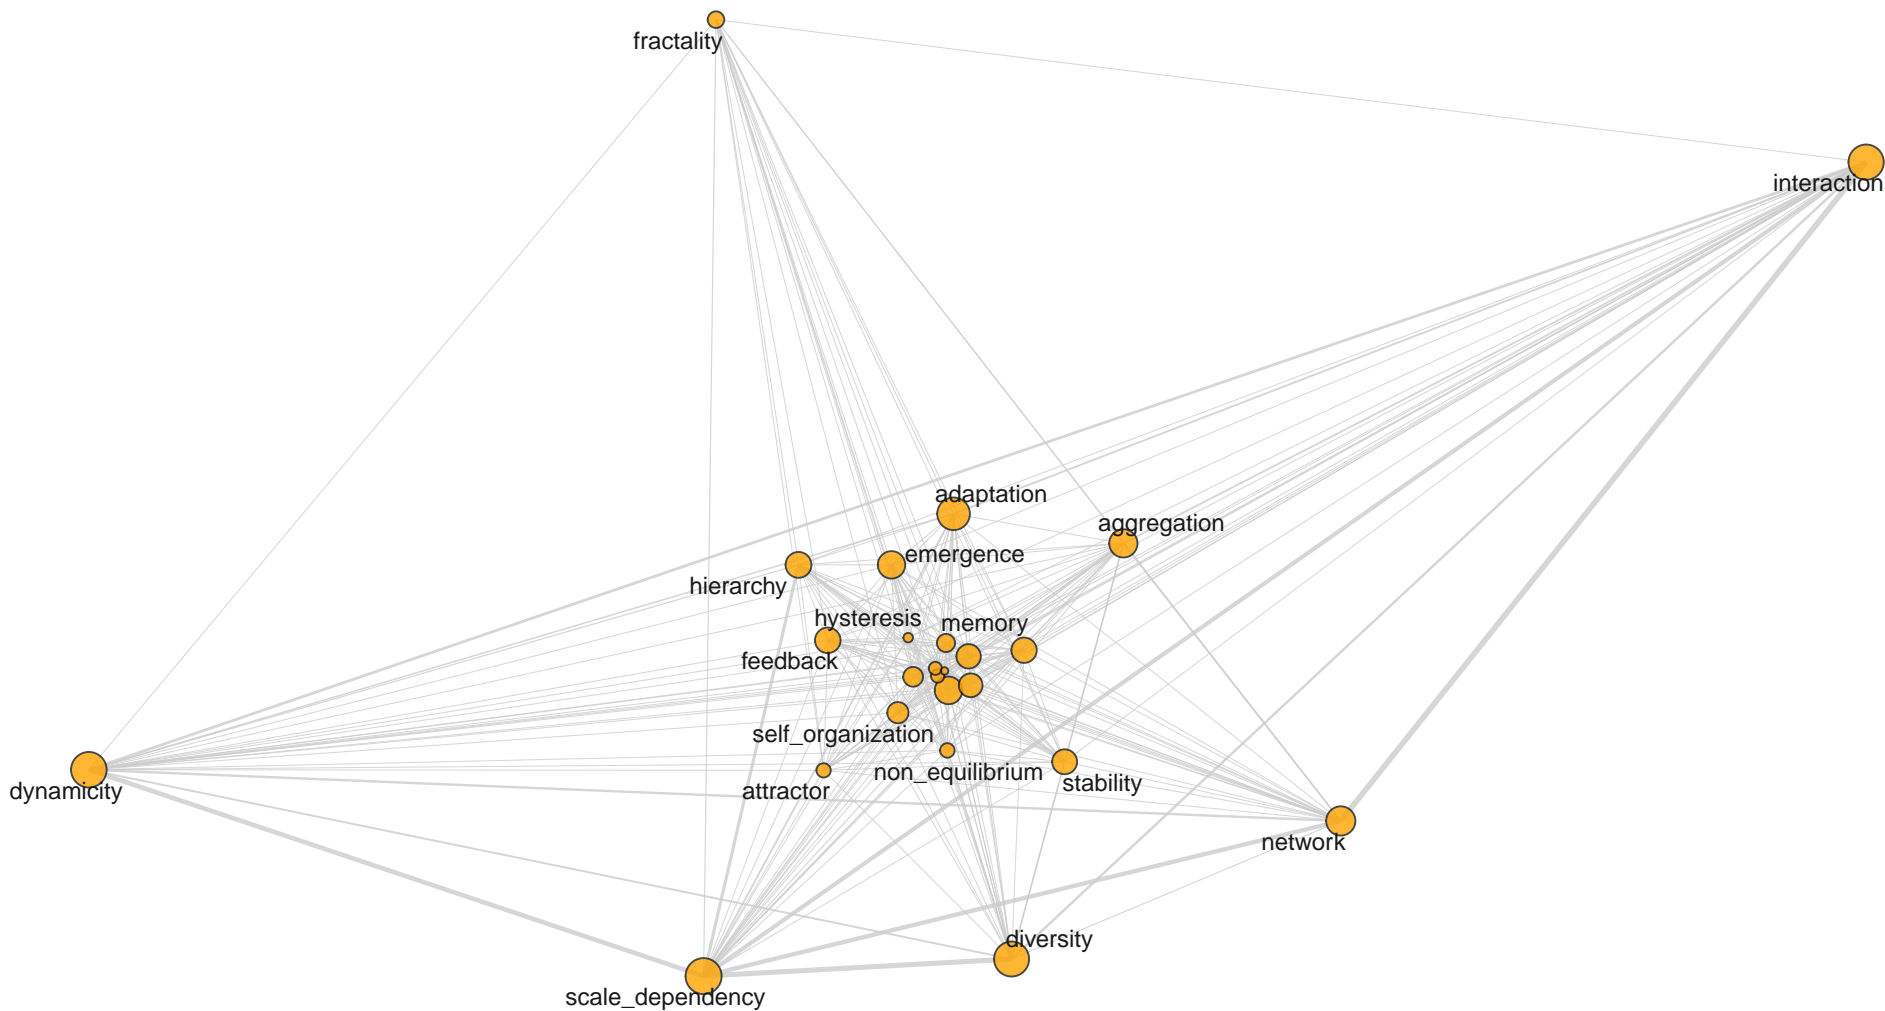 fractality
interaction
adaptation
aggregation
emergence
hierarchy
hysteresis
memory
feedback
self_organization
non_equilibrium
stability
attractor
dynamicity
network
diversity
scale_dependency